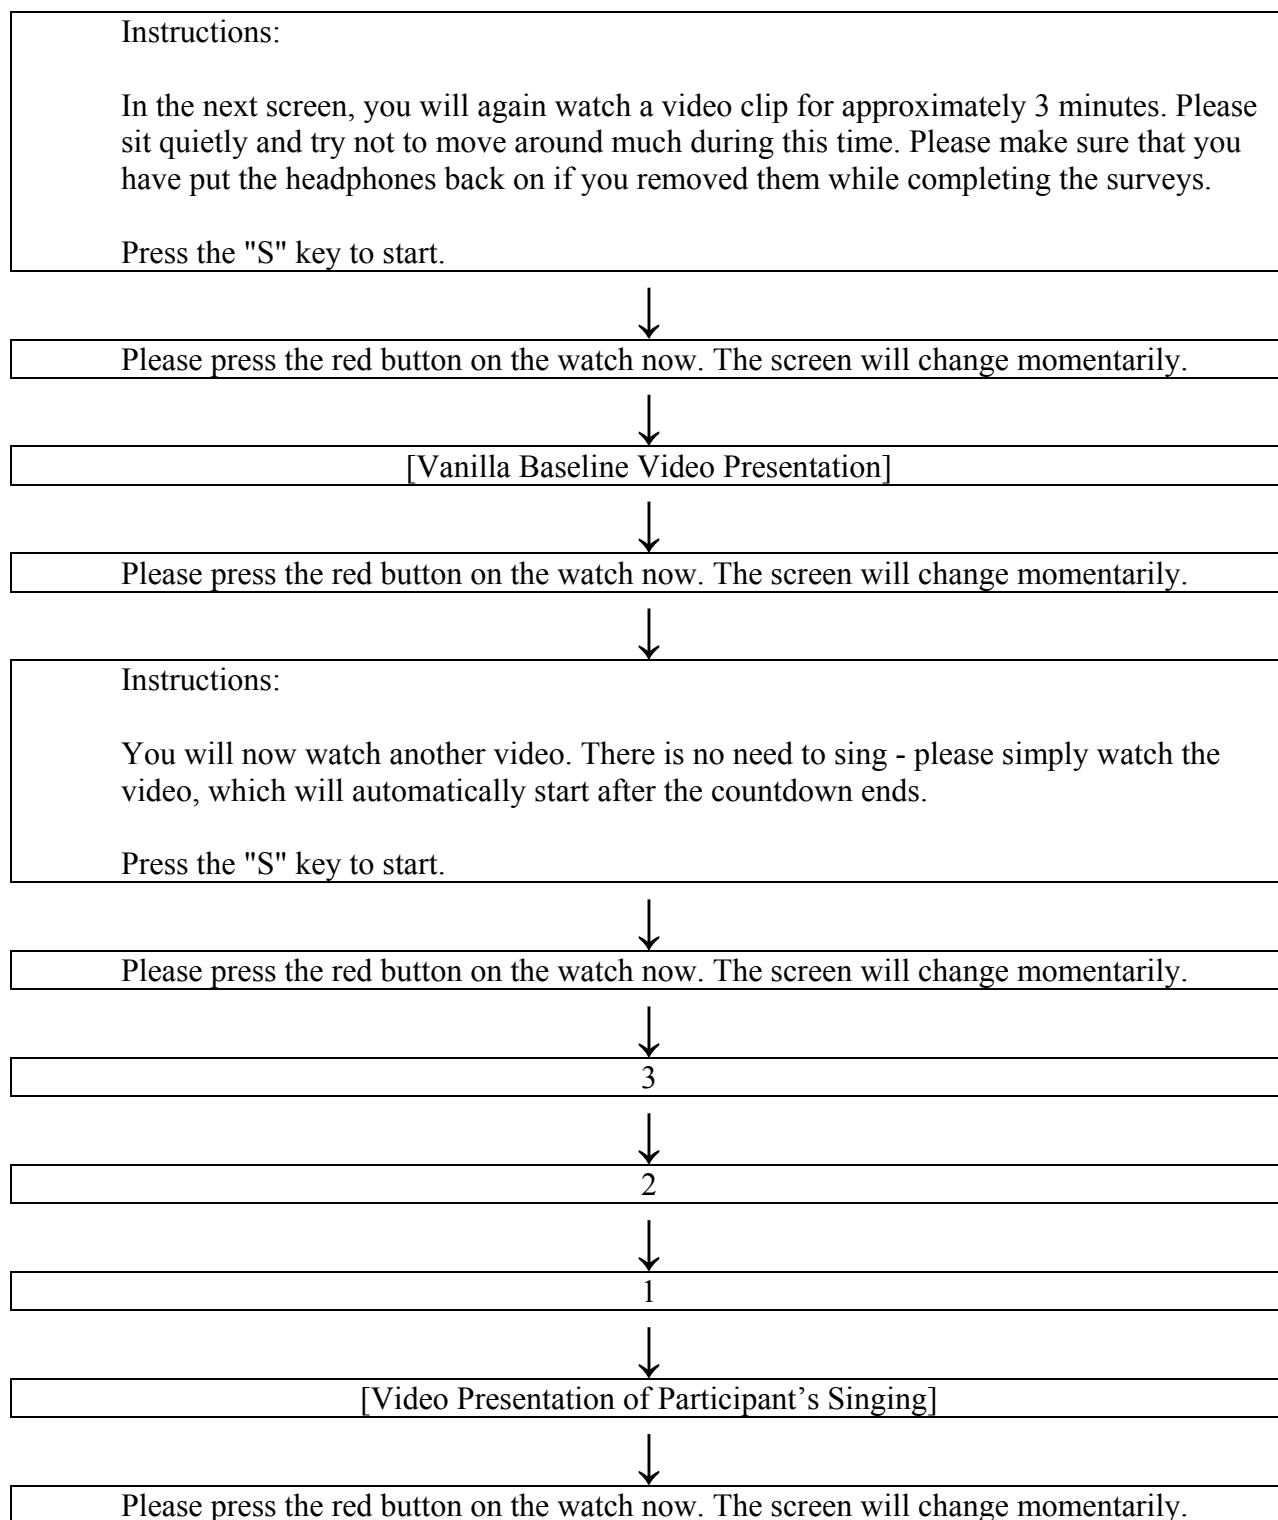 Instructions:
In the next screen, you will again watch a video clip for approximately 3 minutes. Please
sit quietly and try not to move around much during this time. Please make sure that you
have put the headphones back on if you removed them while completing the surveys.
Press the "S" key to start.
Please press the red button on the watch now. The screen will change momentarily.
[Vanilla Baseline Video Presentation]
Please press the red button on the watch now. The screen will change momentarily.
Instructions:
You will now watch another video. There is no need to sing - please simply watch the
video, which will automatically start after the countdown ends.
Press the "S" key to start.
Please press the red button on the watch now. The screen will change momentarily.
3
2
1
[Video Presentation of Participant’s Singing]
Please press the red button on the watch now. The screen will change momentarily.